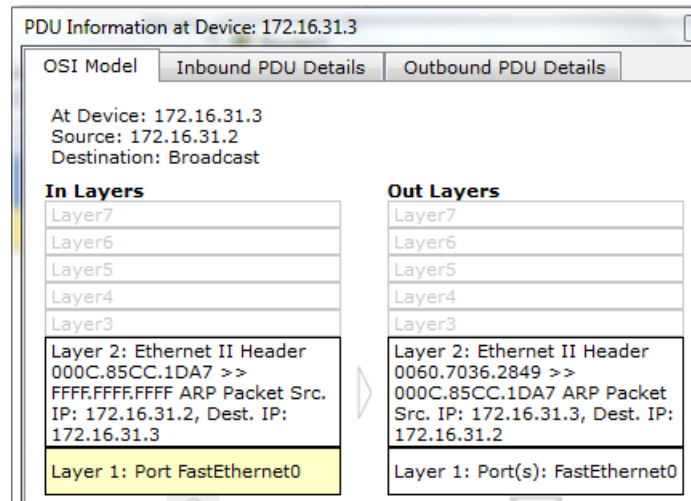 PDU Information at Device: 172.16.31.3
OSI Model
Inbound PDU Details
Outbound PDU Details
At Device: 172.16.31.3
Source: 172.16.31.2
Destination: Broadcast
In Layers
Layer7
Layer6
Layer5
Layer4
Layer3
Layer 2: Ethernet II Header
000C.85CC.1DA7 >>
FFFF.FFFF.FFFF ARP Packet Src.
IP: 172.16.31.2, Dest. IP:
172.16.31.3
Layer 1: Port FastEthernet0
Out Layers
Layer7
Layer6
Layer5
Layer4
Layer3
Layer 2: Ethernet II Header
0060.7036.2849 >>
000C.85CC.1DA7 ARP Packet
Src. IP: 172.16.31.3, Dest. IP:
172.16.31.2
Layer 1: Port(s): FastEthernet0